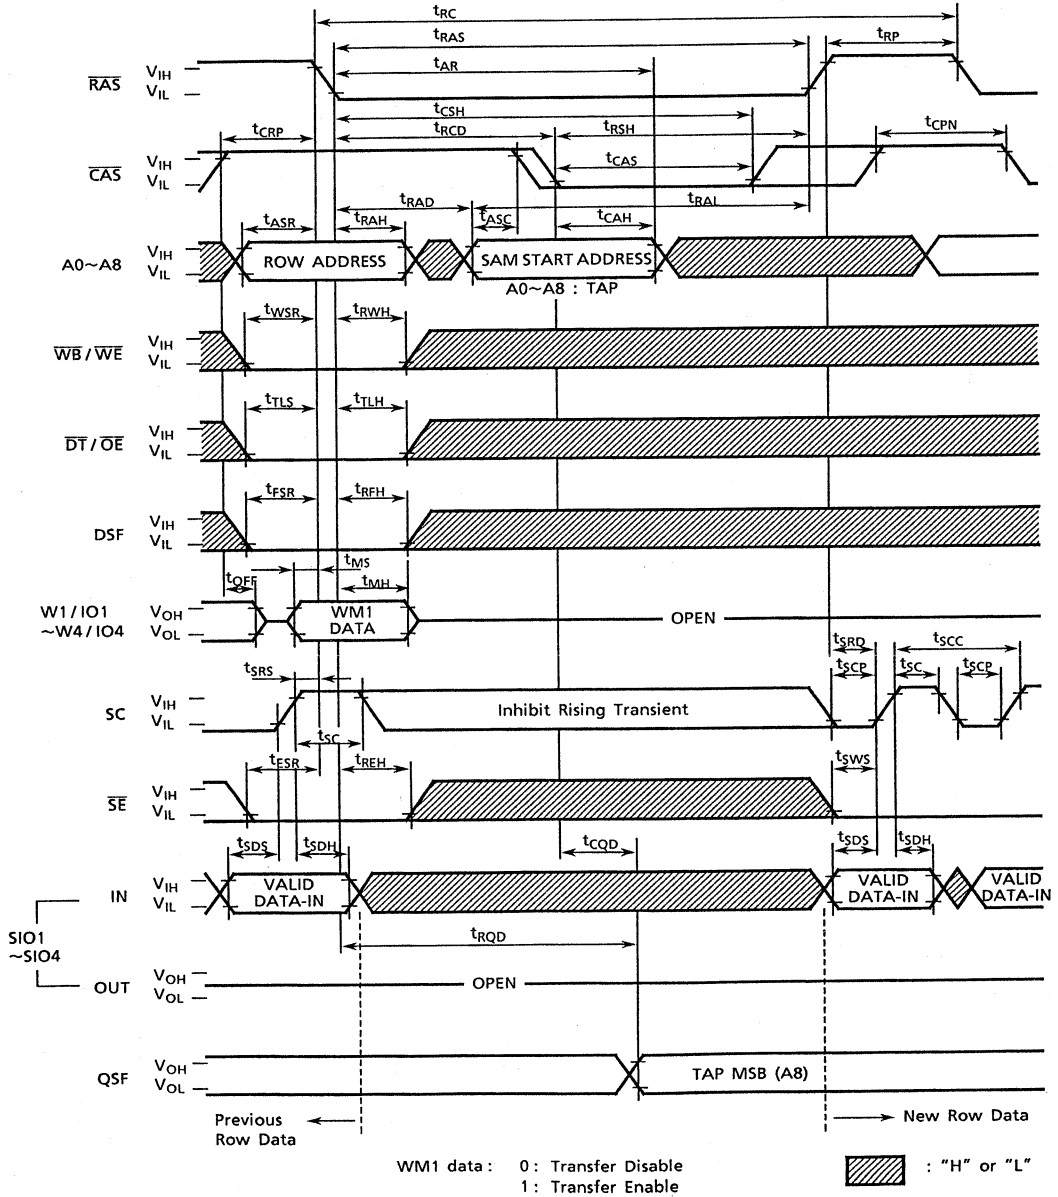 tRC
tRAS
tRP
tAR
RAS
VIH
VIL
tCSH
tCRP
tRCD
tRSH
tCPN
CAS
VIH
VIL
tCAS
tRAD
tRAL
tASR
tRAH
tASC
tCAH
A0~A8
VIH
VIL
ROW ADDRESS
SAM START ADDRESS
A0~A8 : TAP
tWSR
tRWH
WB/WE
VIH
VIL
tTLS
tTLH
DT/OE
VIH
VIL
tFSR
tRFH
DSF
VIH
VIL
tMS
tOFF
tMH
W1/IO1
~W4/IO4
VOH
VOL
WM1
DATA
OPEN
tSRD
tSCC
tSRS
tSCP
tSC
tSCP
SC
VIH
VIL
Inhibit Rising Transient
tSC
tESR
tREH
tSWS
SE
VIH
VIL
tSDS
tSDH
tCQD
tSDS
tSDH
IN
VIH
VIL
VALID
DATA-IN
VALID
DATA-IN
VALID
DATA-IN
SIO1
~SIO4
tRQD
OUT
VOH
VOL
OPEN
QSF
VOH
VOL
TAP MSB (A8)
Previous
Row Data
New Row Data
WM1 data : 0 : Transfer Disable
1 : Transfer Enable
: "H" or "L"